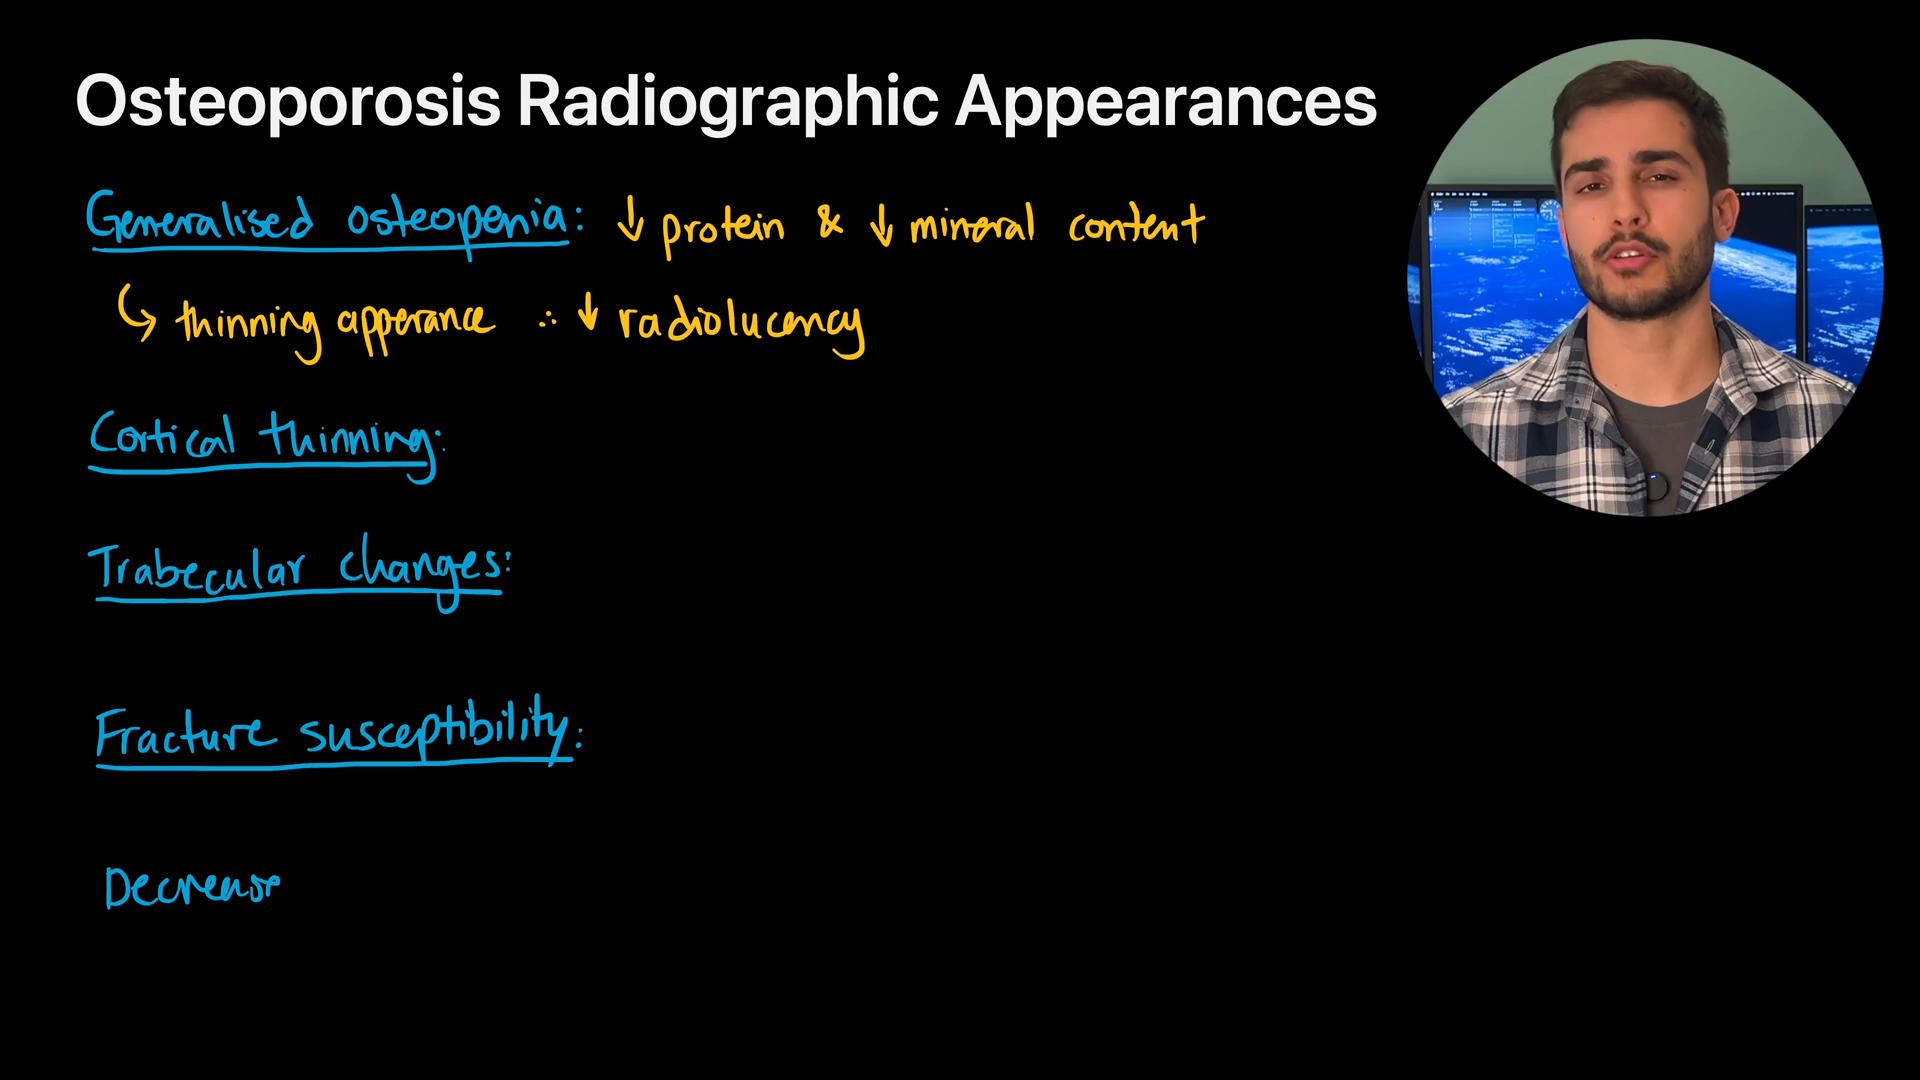 Osteoporosis Radiographic Appearances
Generalised osteopenia: ↓ protein & ↓ mineral content
↳ thinning apperance ∴ ↓ radiolucency
Cortical thinning:
Trabecular changes:
Fracture susceptibility:
Decrease